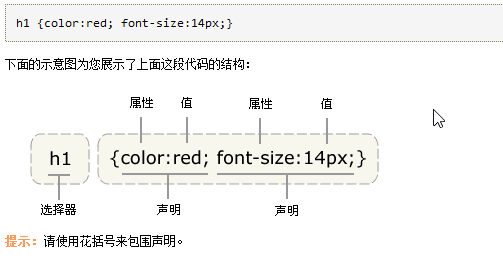 h1 {color:red; font-size:14px;}
下面的示意图为您展示了上面这段代码的结构：
属性 值 属性 值
h1 {color:red; font-size:14px;}
选择器 声明 声明
提示：请使用花括号来包围声明。